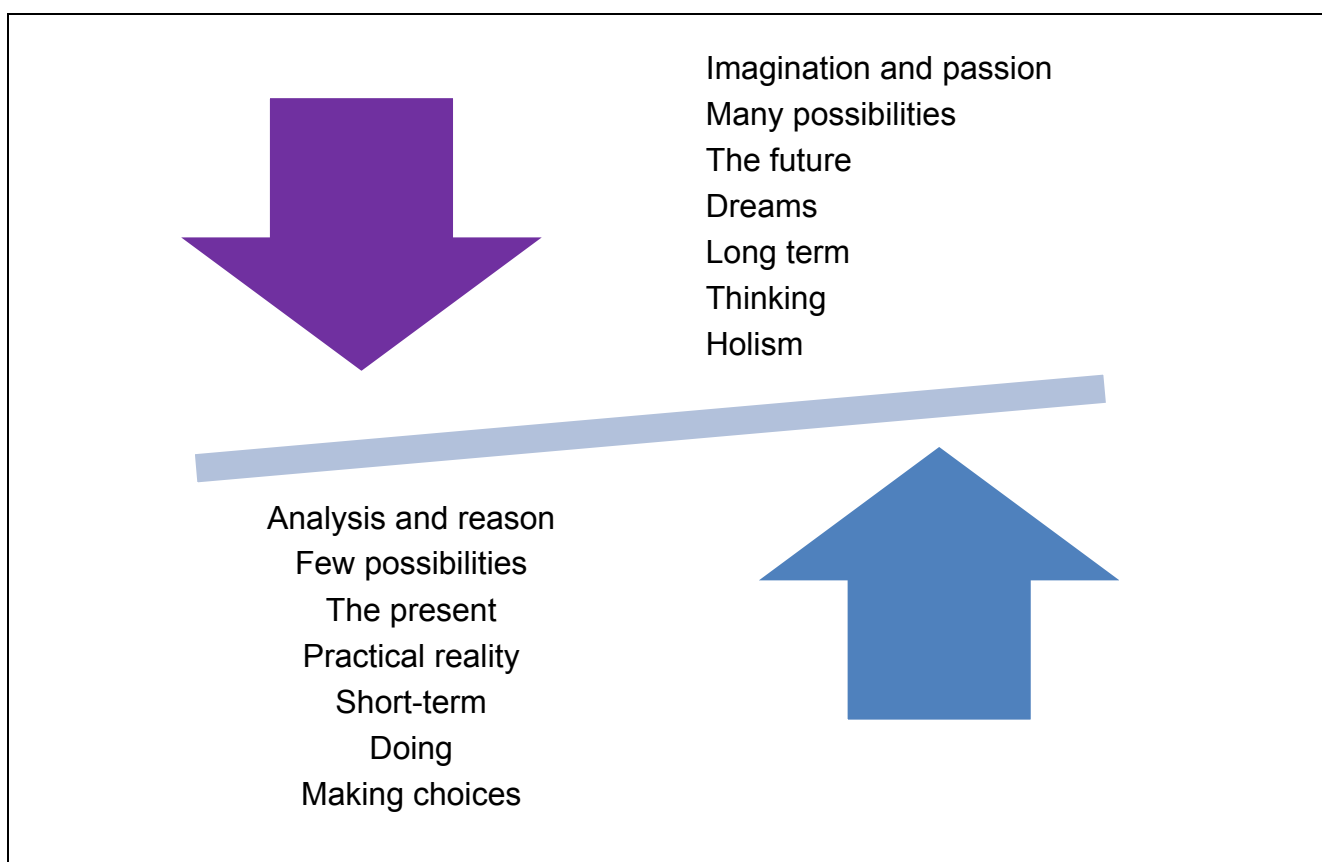 Imagination and passion
Many possibilities
The future
Dreams
Long term
Thinking
Holism
Analysis and reason
Few possibilities
The present
Practical reality
Short-term
Doing
Making choices